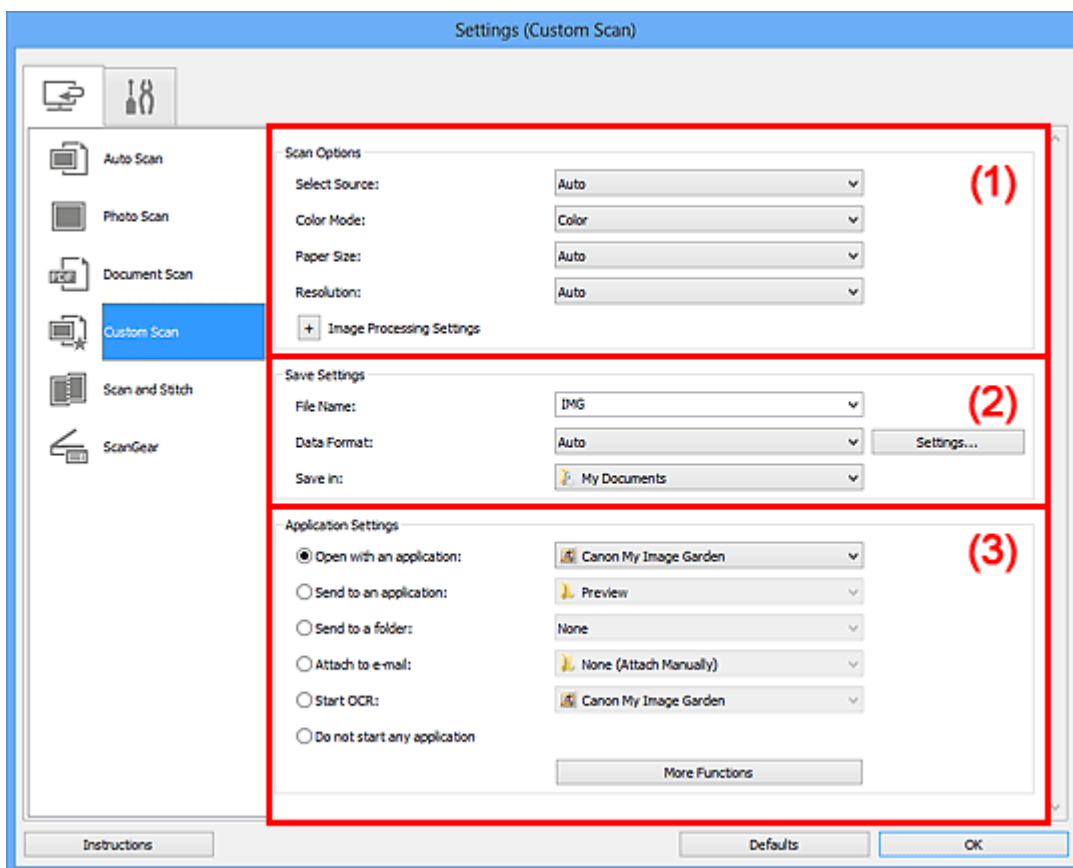 Settings (Custom Scan)
Auto Scan
Photo Scan
PDF
Document Scan
Custom Scan
Scan and Stitch
ScanGear
Scan Options
(1)
Select Source: Auto
Color Mode: Color
Paper Size: Auto
Resolution: Auto
+ Image Processing Settings
Save Settings
(2)
File Name: IMG
Data Format: Auto Settings...
Save in: My Documents
Application Settings
(3)
Open with an application: Canon My Image Garden
Send to an application: Preview
Send to a folder: None
Attach to e-mail: None (Attach Manually)
Start OCR: Canon My Image Garden
Do not start any application
More Functions
Instructions Defaults OK